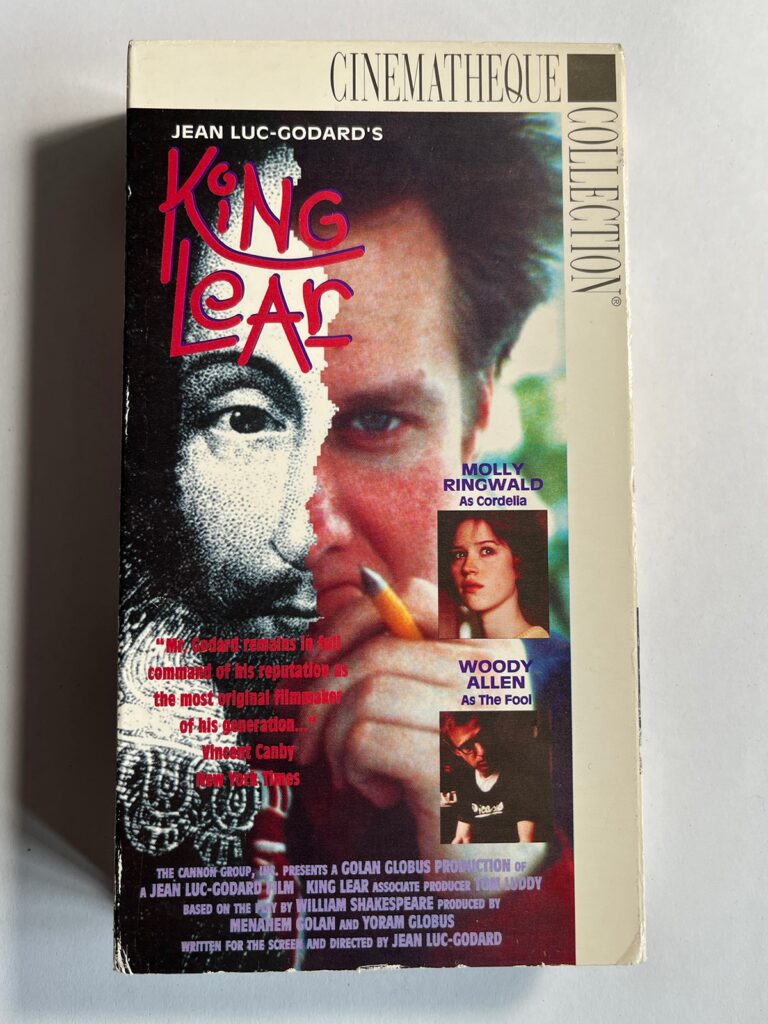 CINEMATHEQUE
COLLECTION®
JEAN LUC-GODARD'S
KiNG
LeAr
MOLLY
RINGWALD
As Cordelia
"Mr. Godard remains in full
command of his reputation as
the most original filmmaker
of his generation..."
Vincent Canby
New York Times
WOODY
ALLEN
As The Fool
Picasso
THE CANNON GROUP, INC. PRESENTS A GOLAN GLOBUS PRODUCTION OF
A JEAN LUC-GODARD FILM KING LEAR ASSOCIATE PRODUCER TOM LUDDY
BASED ON THE PLAY BY WILLIAM SHAKESPEARE PRODUCED BY
MENAHEM GOLAN AND YORAM GLOBUS
WRITTEN FOR THE SCREEN AND DIRECTED BY JEAN LUC-GODARD